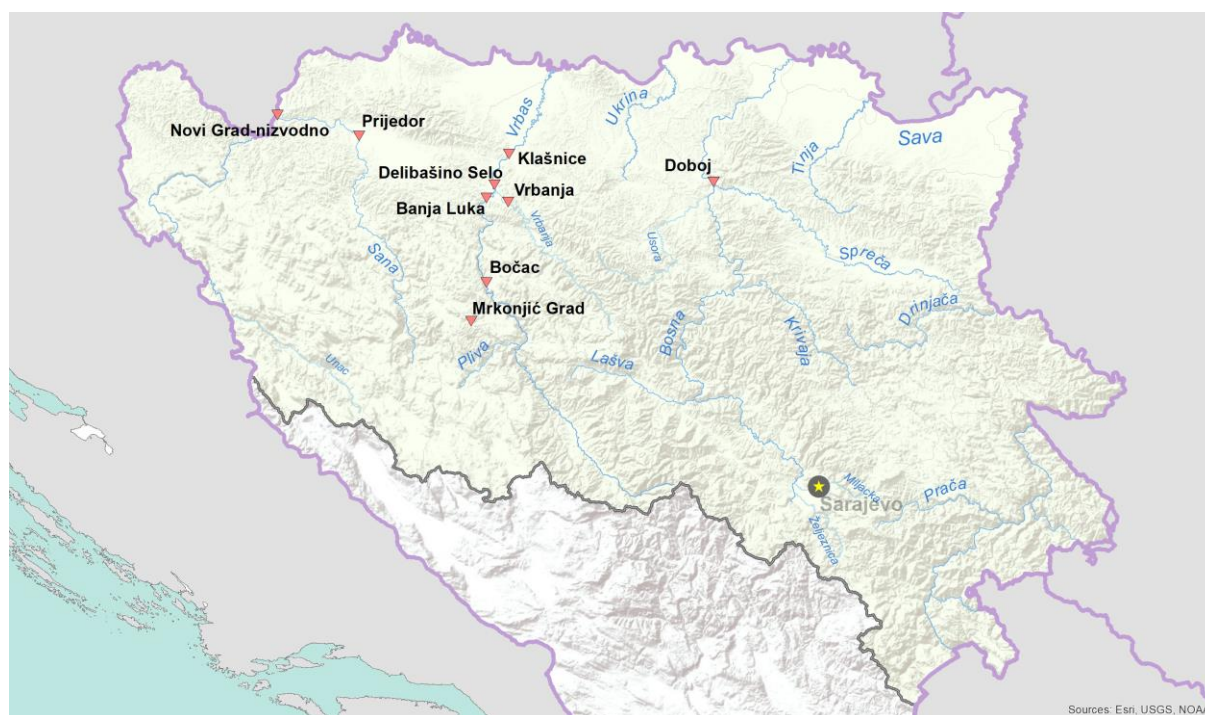 Novi Grad-nizvodno
Prijedor
Vrbas
Ukrina
Klašnice
Delibašino Selo
Vrbanja
Banja Luka
Vrbanja
Doboj
Tinja
Sava
Usora
Spreča
Sana
Bočac
Mrkonjić Grad
Drinjača
Bosna
Krivaja
Pliva
Lašva
Unac
Miljacka
Prača
Sarajevo
Željeznica
Sources: Esri, USGS, NOAA